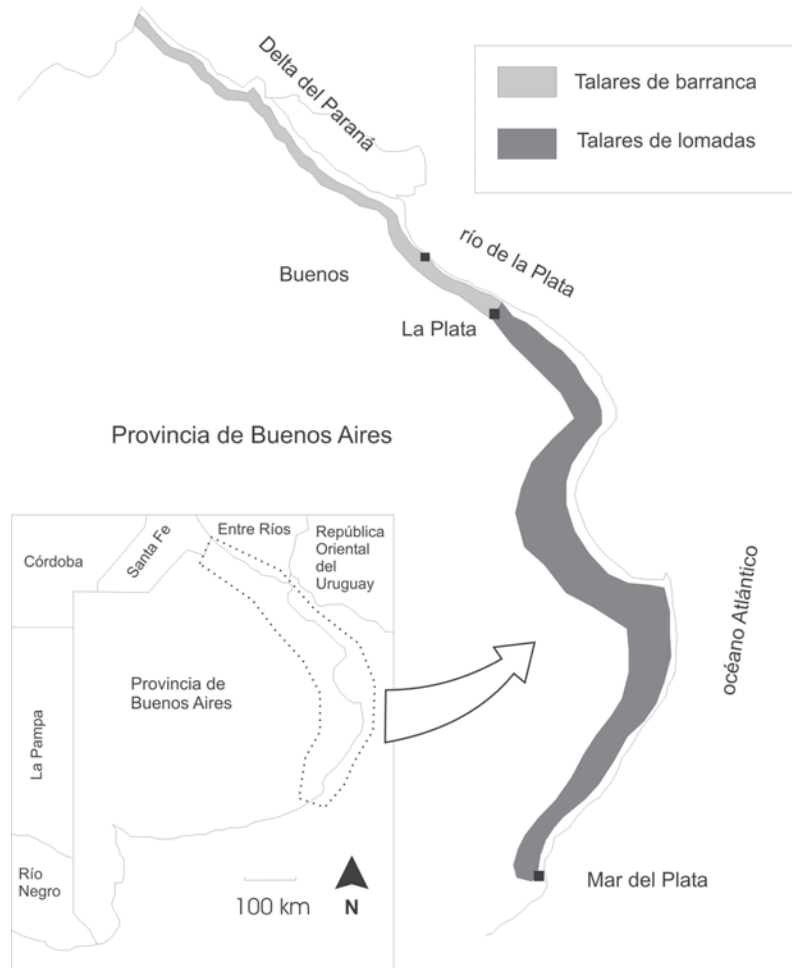 Delta del Paraná
Talares de barranca
Talares de lomadas
río de la Plata
Buenos
La Plata
Provincia de Buenos Aires
océano Atlántico
Mar del Plata
Córdoba
Santa Fe
Entre Ríos
República
Oriental
del
Uruguay
Provincia de
Buenos Aires
La Pampa
Río
Negro
100 km
N